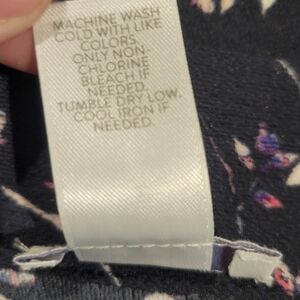 MACHINE WASH
COLD WITH LIKE
COLORS.
ONLY NON-
CHLORINE
BLEACH IF
NEEDED.
TUMBLE DRY LOW.
COOL IRON IF
NEEDED.